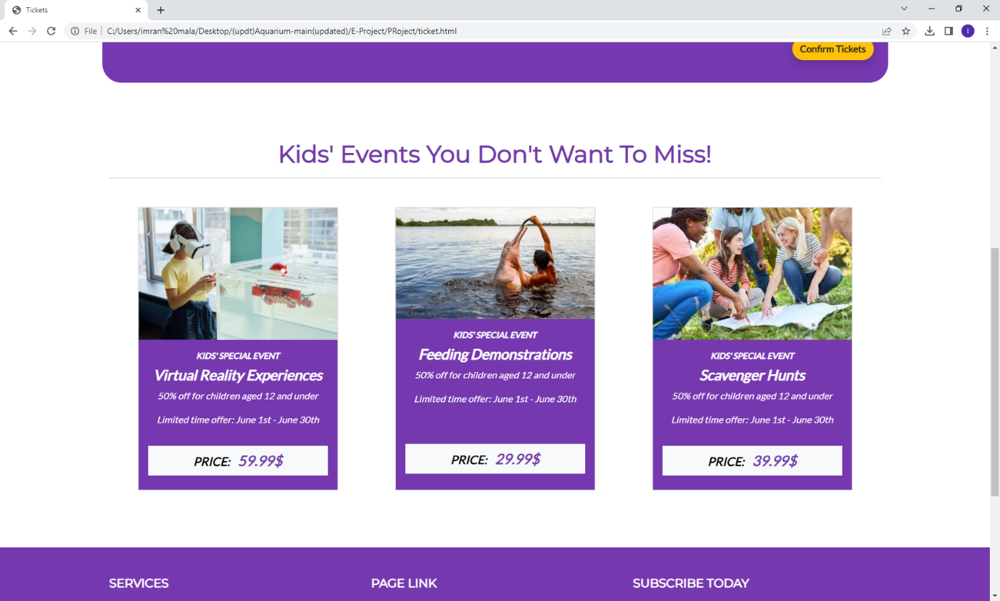 Tickets
File
C:/Users/imran%20mala/Desktop/(updt)Aquarium-main(updated)/E-Project/PRoject/ticket.html
I
Confirm Tickets
Kids' Events You Don't Want To Miss!
KIDS' SPECIAL EVENT
Virtual Reality Experiences
50% off for children aged 12 and under
Limited time offer: June 1st - June 30th
PRICE: 59.99$
KIDS' SPECIAL EVENT
Feeding Demonstrations
50% off for children aged 12 and under
Limited time offer: June 1st - June 30th
PRICE: 29.99$
KIDS' SPECIAL EVENT
Scavenger Hunts
50% off for children aged 12 and under
Limited time offer: June 1st - June 30th
PRICE: 39.99$
SERVICES
PAGE LINK
SUBSCRIBE TODAY